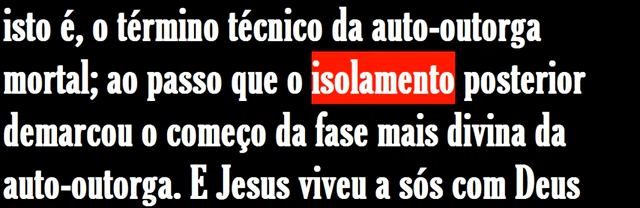 isto é, o término técnico da auto-outorga
mortal; ao passo que o isolamento posterior
demarcou o começo da fase mais divina da
auto-outorga. E Jesus viveu a sós com Deus